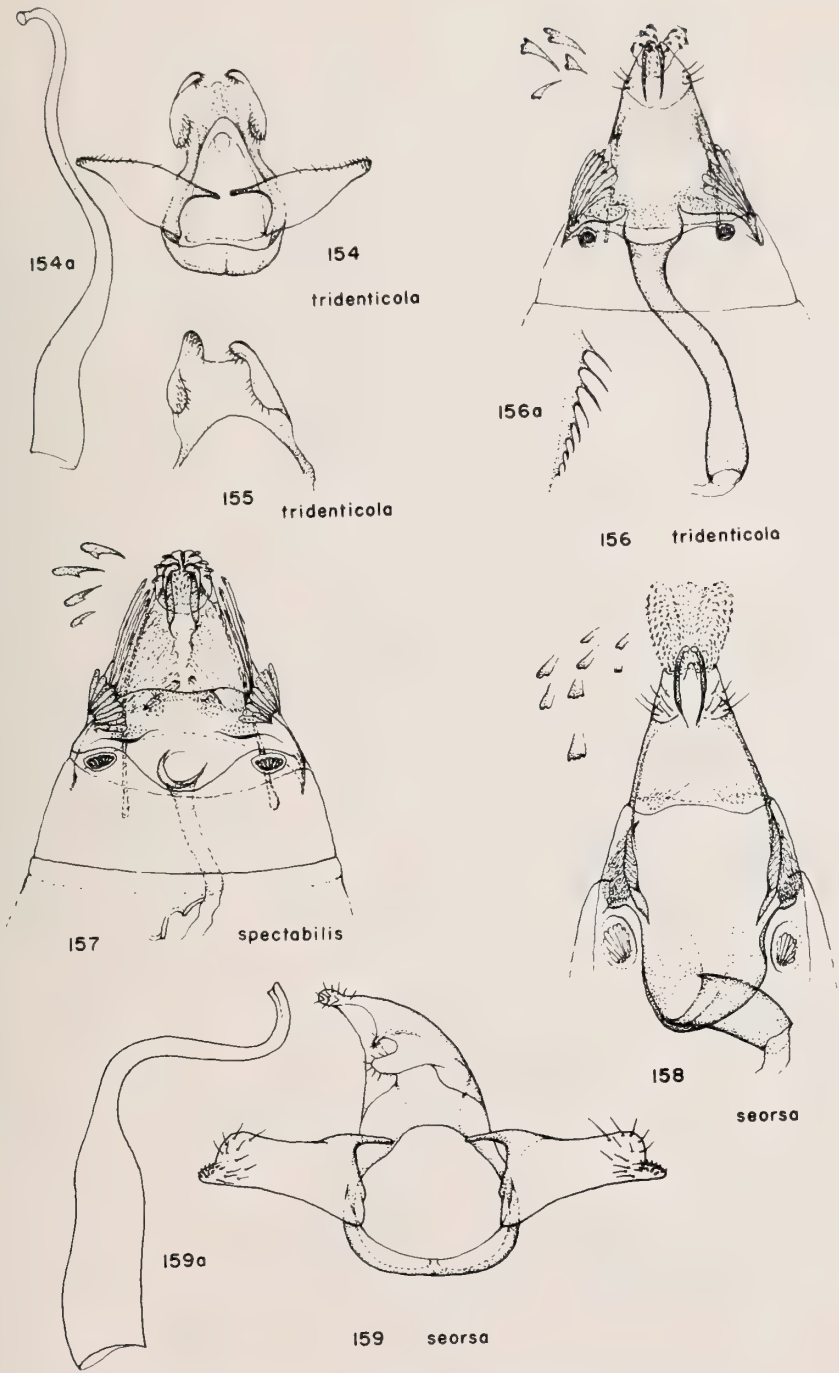 154a
154
tridenticola
155
tridenticola
156a
156 tridenticola
157 spectabilis
158
seorsa
159a
159 seorsa